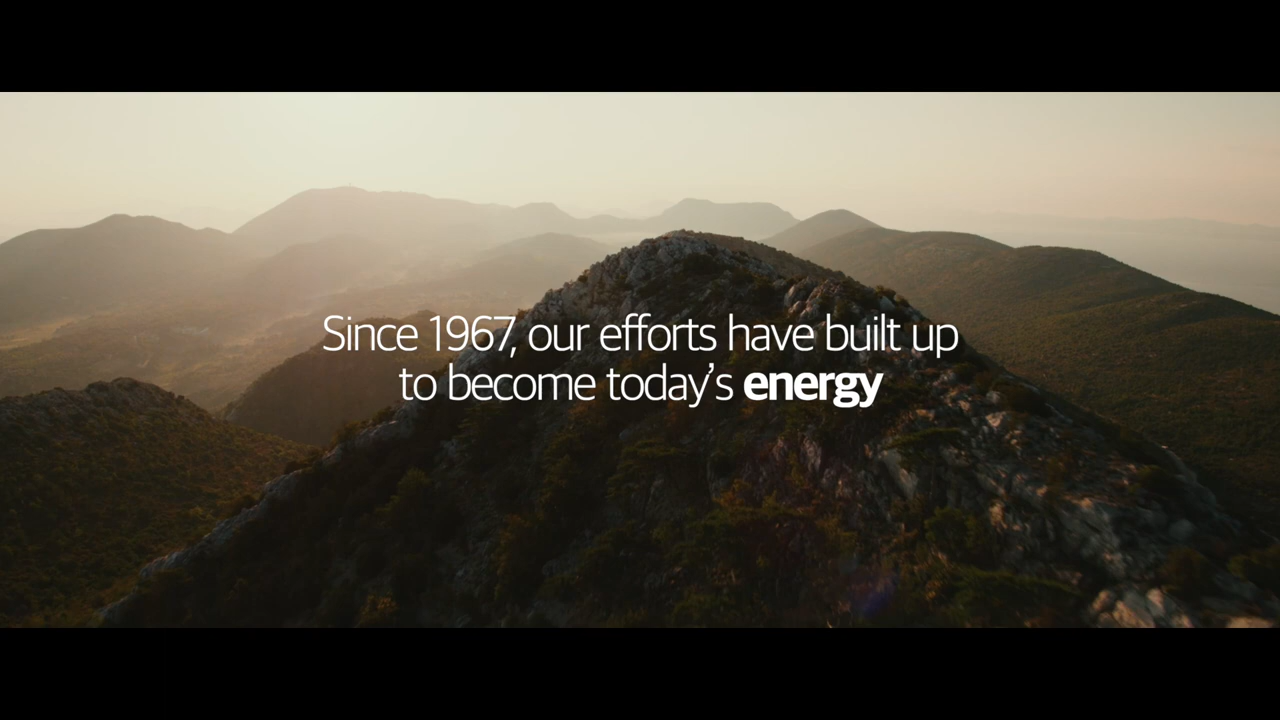 Since 1967, our efforts have built up
to become today's energy